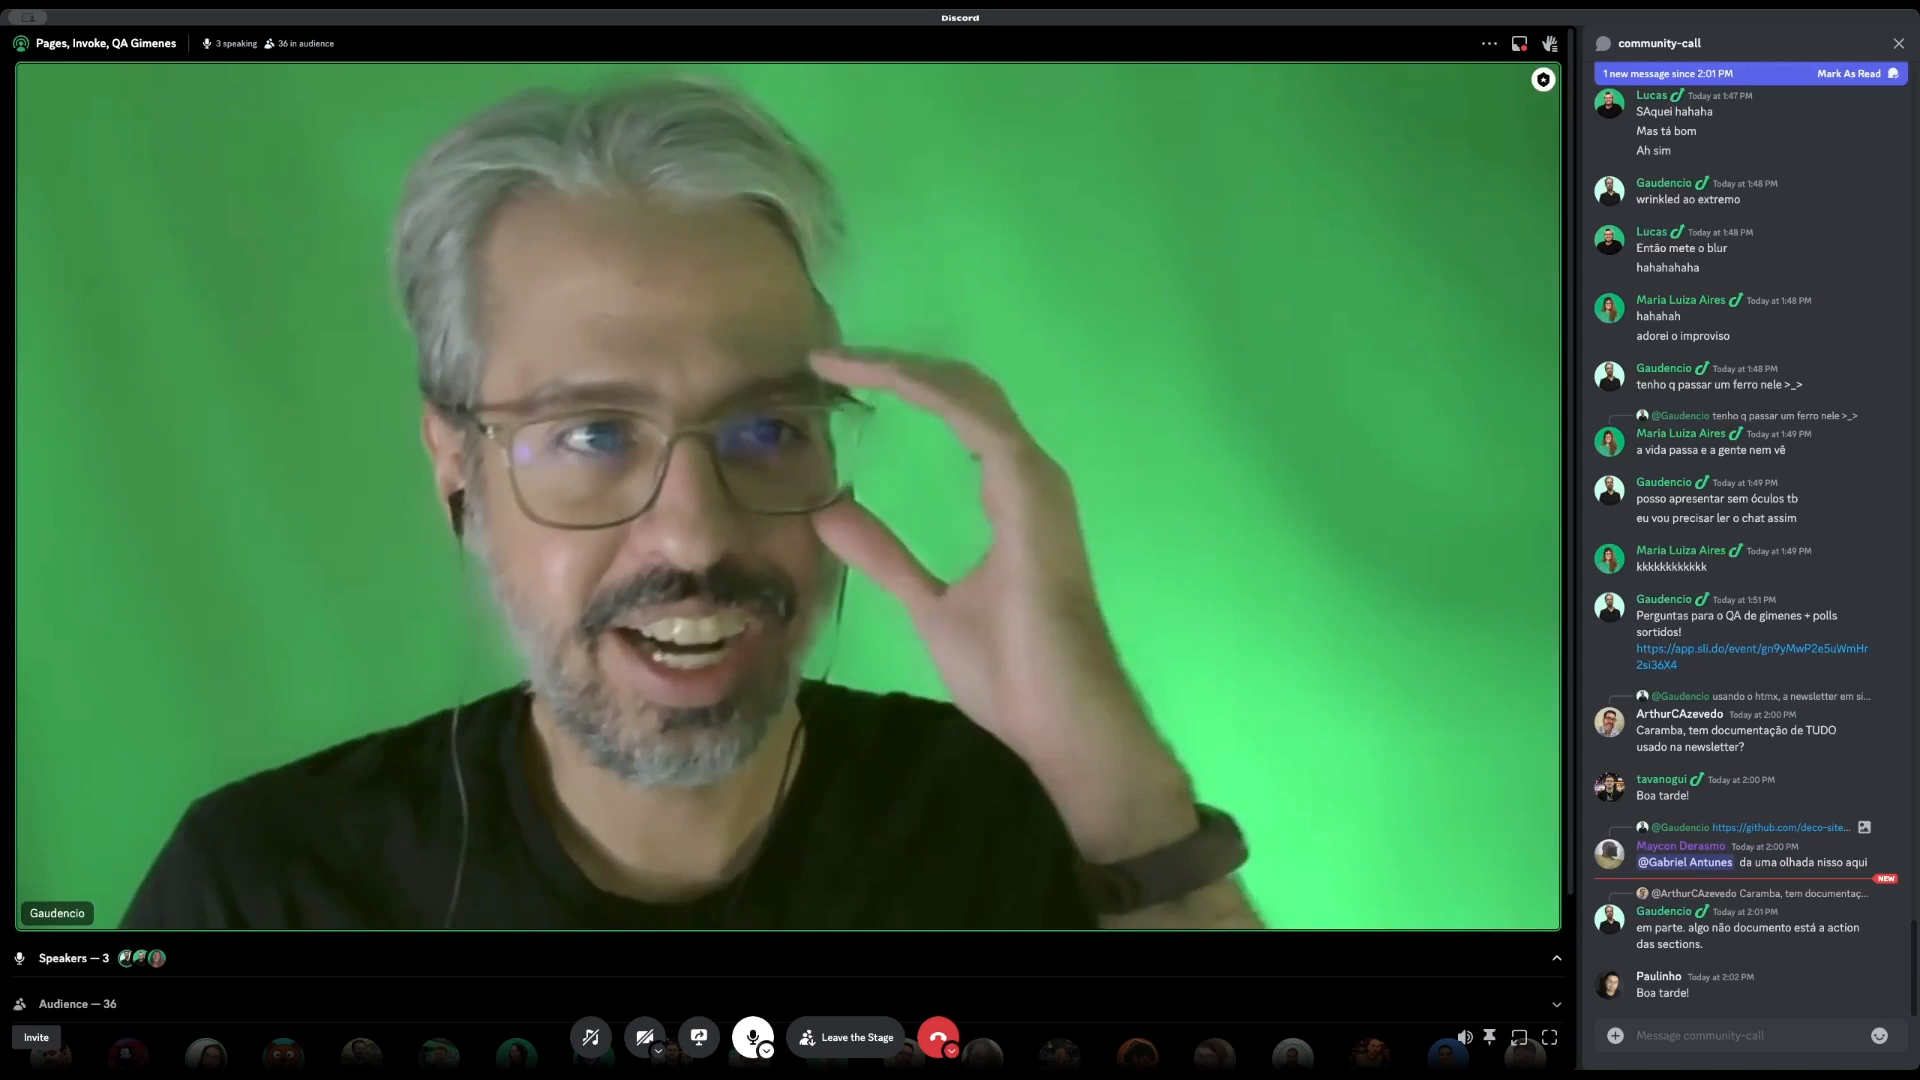 Discord
Pages, Invoke, QA Gimenes
3 speaking
36 in audience
Gaudencio
Speakers — 3
Audience — 36
Invite
Leave the Stage
community-call
1 new message since 2:01 PM
Mark As Read
Lucas Today at 1:47 PM
SAquei hahaha
Mas tá bom
Ah sim
Gaudencio Today at 1:48 PM
wrinkled ao extremo
Lucas Today at 1:48 PM
Então mete o blur
hahahahaha
Maria Luiza Aires Today at 1:48 PM
hahahah
adorei o improviso
Gaudencio Today at 1:48 PM
tenho q passar um ferro nele >_>
@Gaudencio tenho q passar um ferro nele >_>
Maria Luiza Aires Today at 1:49 PM
a vida passa e a gente nem vê
Gaudencio Today at 1:49 PM
posso apresentar sem óculos tb
eu vou precisar ler o chat assim
Maria Luiza Aires Today at 1:49 PM
kkkkkkkkkkkk
Gaudencio Today at 1:51 PM
Perguntas para o QA de gimenes + polls
sortidos!
https://app.sli.do/event/gn9yMwP2e5uWmHr
2si36X4
@Gaudencio usando o htmx, a newsletter em si...
ArthurCAzevedo Today at 2:00 PM
Caramba, tem documentação de TUDO
usado na newsletter?
tavanogui Today at 2:00 PM
Boa tarde!
@Gaudencio https://github.com/deco-site...
Maycon Derasmo Today at 2:00 PM
@Gabriel Antunes da uma olhada nisso aqui
NEW
@ArthurCAzevedo Caramba, tem documentaç...
Gaudencio Today at 2:01 PM
em parte. algo não documento está a action
das sections.
Paulinho Today at 2:02 PM
Boa tarde!
Message community-call